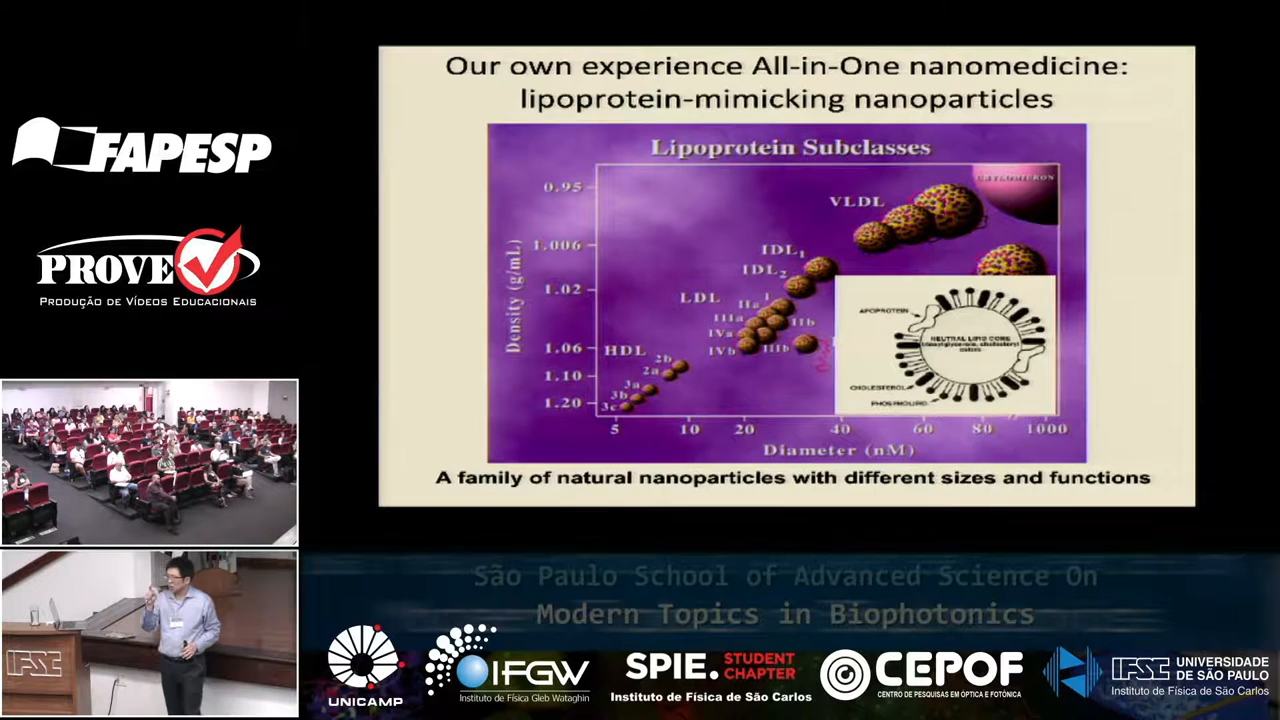 Our own experience All-in-One nanomedicine:
lipoprotein-mimicking nanoparticles
Lipoprotein Subclasses
CHYLOMICRON
0.95
VLDL
1.006
IDL1
IDL2
1.02
LDL
I
IIa
IIIa
IIb
IVa
IVb
IIIb
1.06
HDL
2b
2a
1.10
3a
3b
3c
1.20
Density (g/mL)
5 10 20 40 60 80 1000
Diameter (nM)
APOPROTEIN
NEUTRAL LIPID CORE
CHOLESTEROL
PHOSPHOLIPID
A family of natural nanoparticles with different sizes and functions
FAPESP
PROVE
PRODUÇÃO DE VÍDEOS EDUCACIONAIS
IFSC
São Paulo School of Advanced Science On
Modern Topics in Biophotonics
UNICAMP
IFGW
Instituto de Física Gleb Wataghin
SPIE. STUDENT
CHAPTER
Instituto de Física de São Carlos
CEPOF
CENTRO DE PESQUISAS EM ÓPTICA E FOTÔNICA
IFSC UNIVERSIDADE
DE SÃO PAULO
Instituto de Física de São Carlos